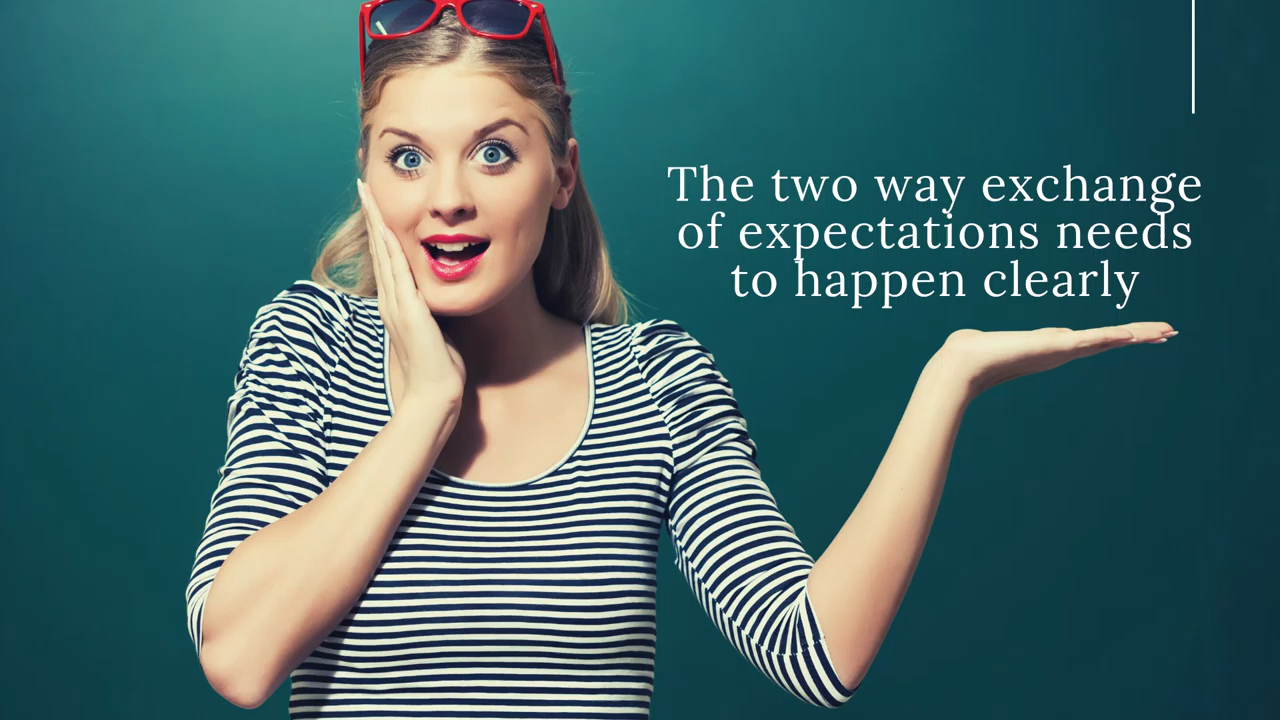 The two way exchange
of expectations needs
to happen clearly